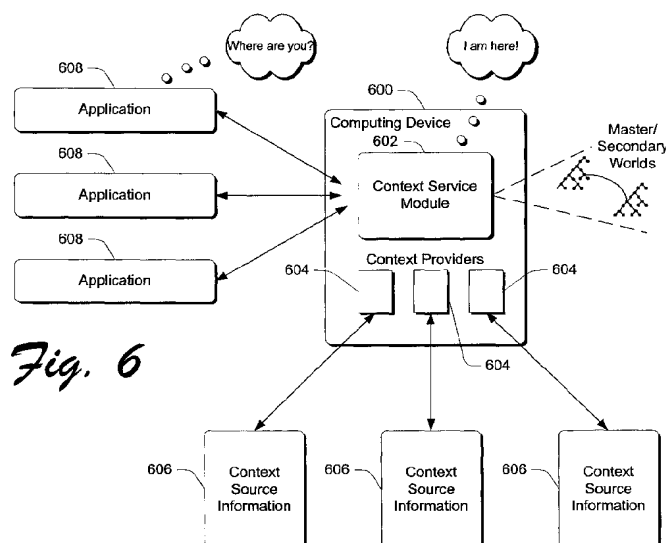 Where are you?
I am here!
608
Application
600
Computing Device
602
Context Service
Module
Master/
Secondary
Worlds
608
Application
608
Application
Context Providers
604
604
604
Fig. 6
606
Context
Source
Information
606
Context
Source
Information
606
Context
Source
Information